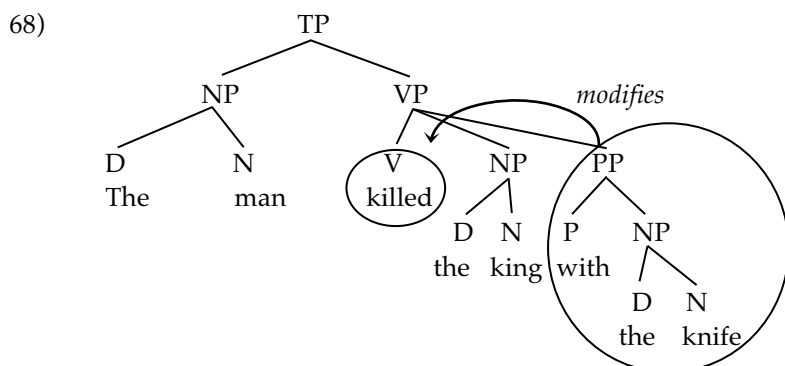 68) TP
NP VP modifies
D N V NP PP
The man killed
D N P NP
the king with
D N
the knife